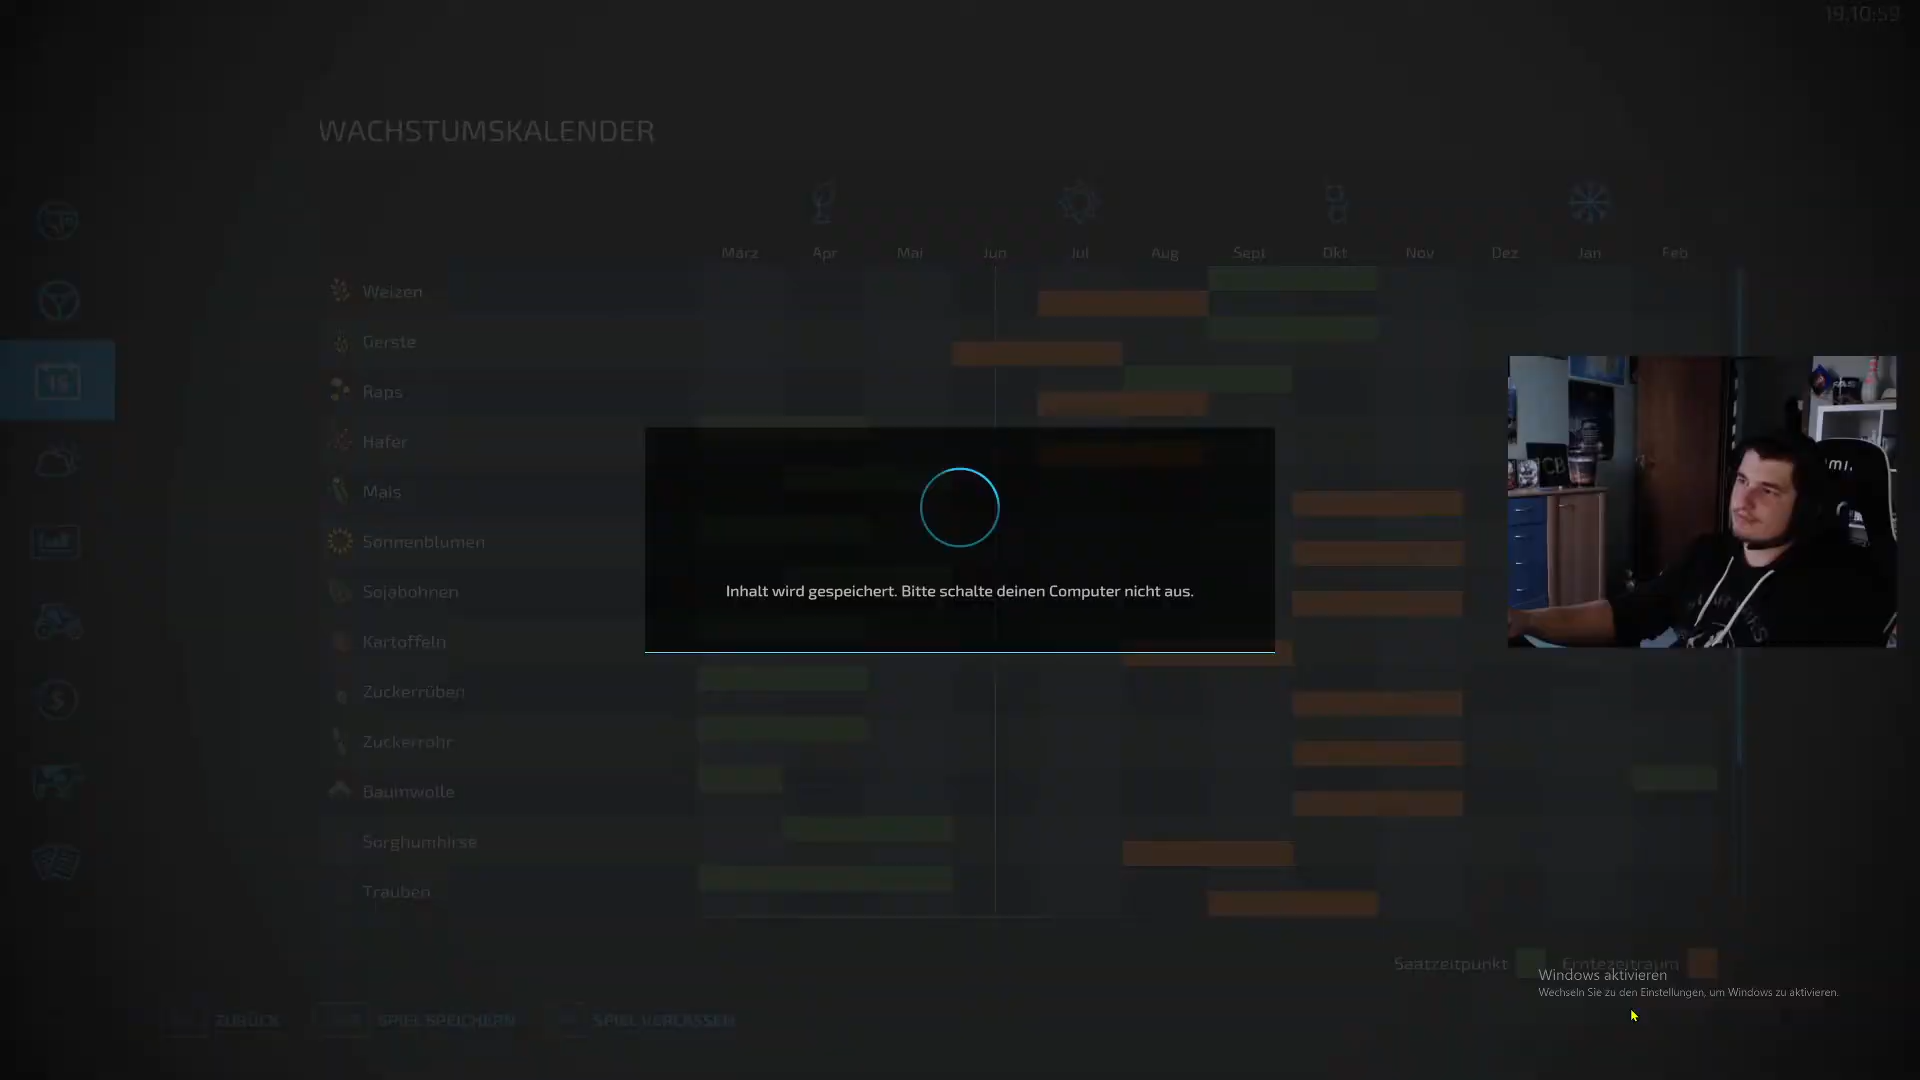 19:10:59
WACHSTUMSKALENDER
März Apr Mai Jun Jul Aug Sept Okt Nov Dez Jan Feb
Weizen
Gerste
Raps
Hafer
Mais
Sonnenblumen
Sojabohnen
Kartoffeln
Zuckerrüben
Zuckerrohr
Baumwolle
Sorghumhirse
Trauben
Inhalt wird gespeichert. Bitte schalte deinen Computer nicht aus.
15
$
CB
Saatzeitpunkt Erntezeitraum
Windows aktivieren
Wechseln Sie zu den Einstellungen, um Windows zu aktivieren.
ZURÜCK SPIEL SPEICHERN SPIEL VERLASSEN